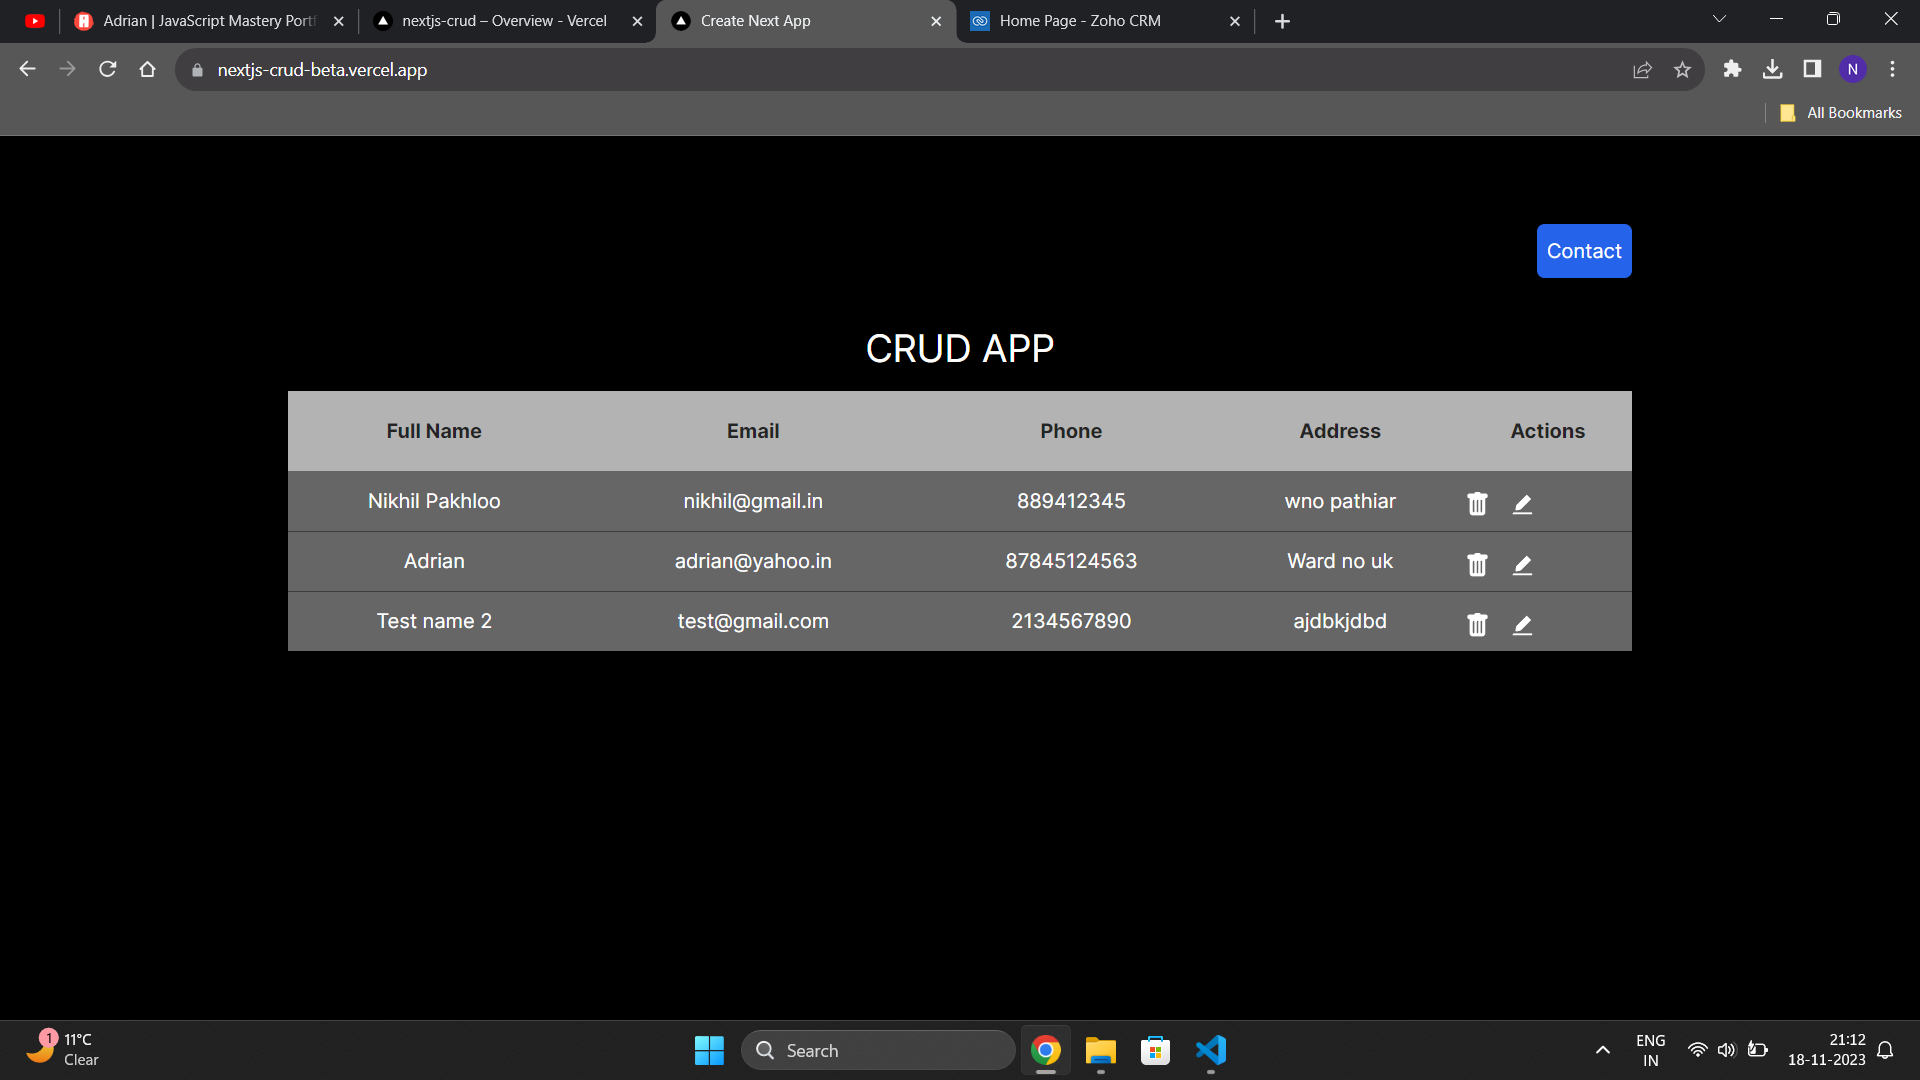 Adrian | JavaScript Mastery Portf
nextjs-crud – Overview - Vercel
Create Next App
Home Page - Zoho CRM
nextjs-crud-beta.vercel.app
N
All Bookmarks
Contact
CRUD APP
Full Name Email Phone Address Actions
Nikhil Pakhloo nikhil@gmail.in 889412345 wno pathiar
Adrian adrian@yahoo.in 87845124563 Ward no uk
Test name 2 test@gmail.com 2134567890 ajdbkjdbd
1
11°C
Clear
Search
ENG
IN
21:12
18-11-2023